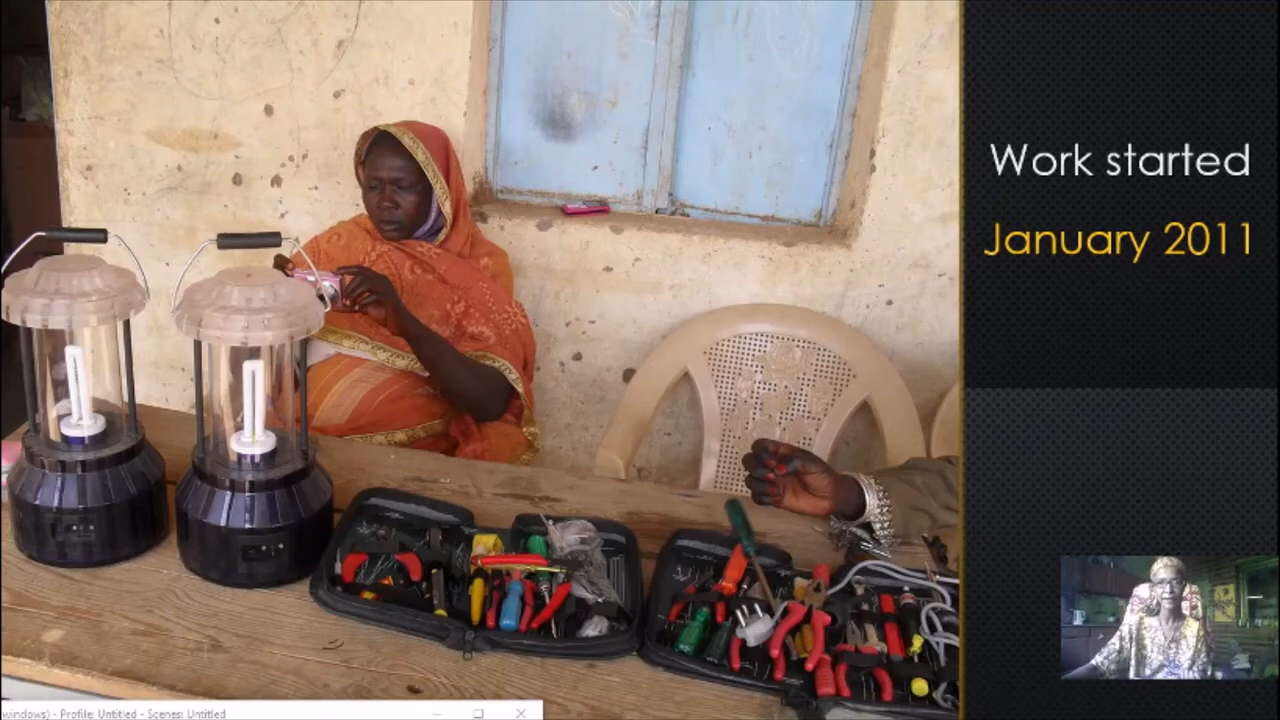 Work started
January 2011
windows) - Profile: Untitled - Scenes: Untitled